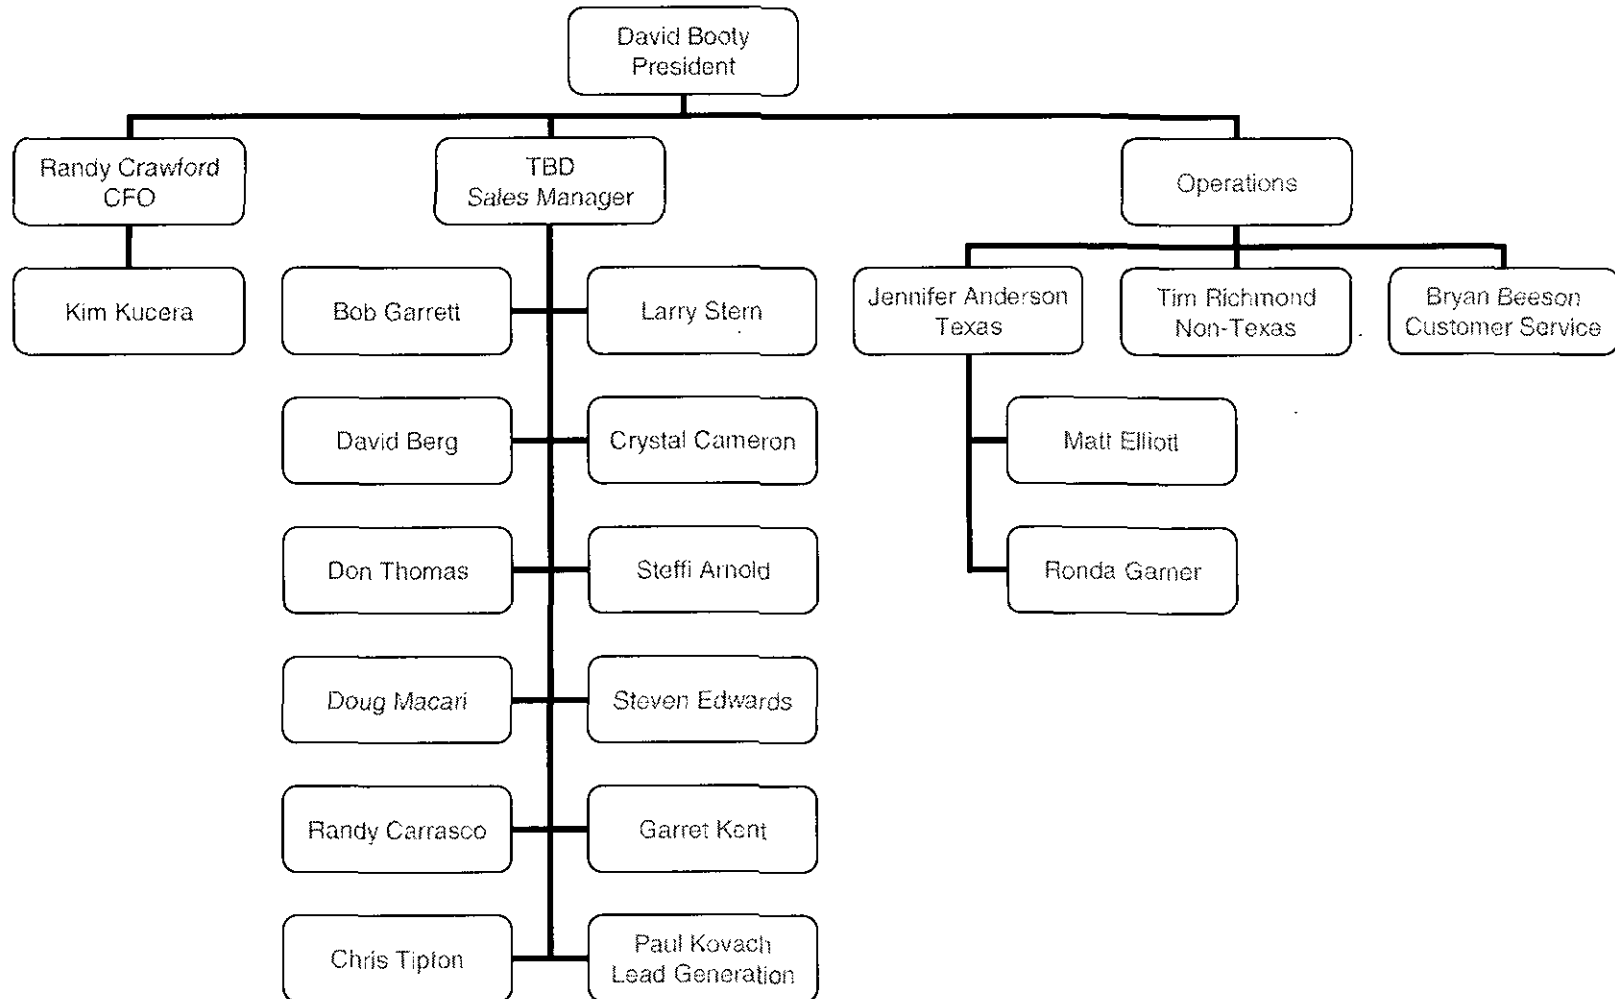 David Booty
President
Randy Crawford
CFO
TBD
Sales Manager
Operations
Kim Kucera
Bob Garrett
Larry Stern
Jennifer Anderson
Texas
Tim Richmond
Non-Texas
Bryan Beeson
Customer Service
David Berg
Crystal Cameron
Matt Elliott
Don Thomas
Steffi Arnold
Ronda Garner
Doug Macari
Steven Edwards
Randy Carrasco
Garret Kent
Chris Tipton
Paul Kovach
Lead Generation